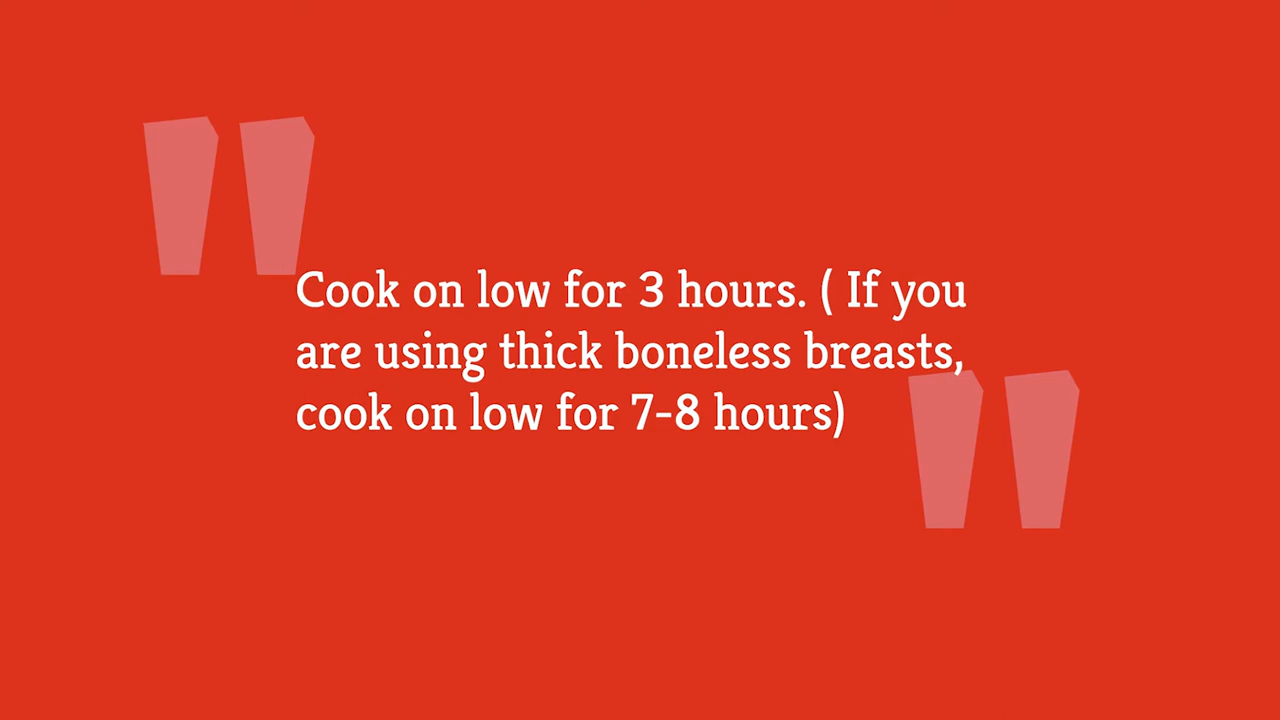 Cook on low for 3 hours. ( If you
are using thick boneless breasts,
cook on low for 7-8 hours)